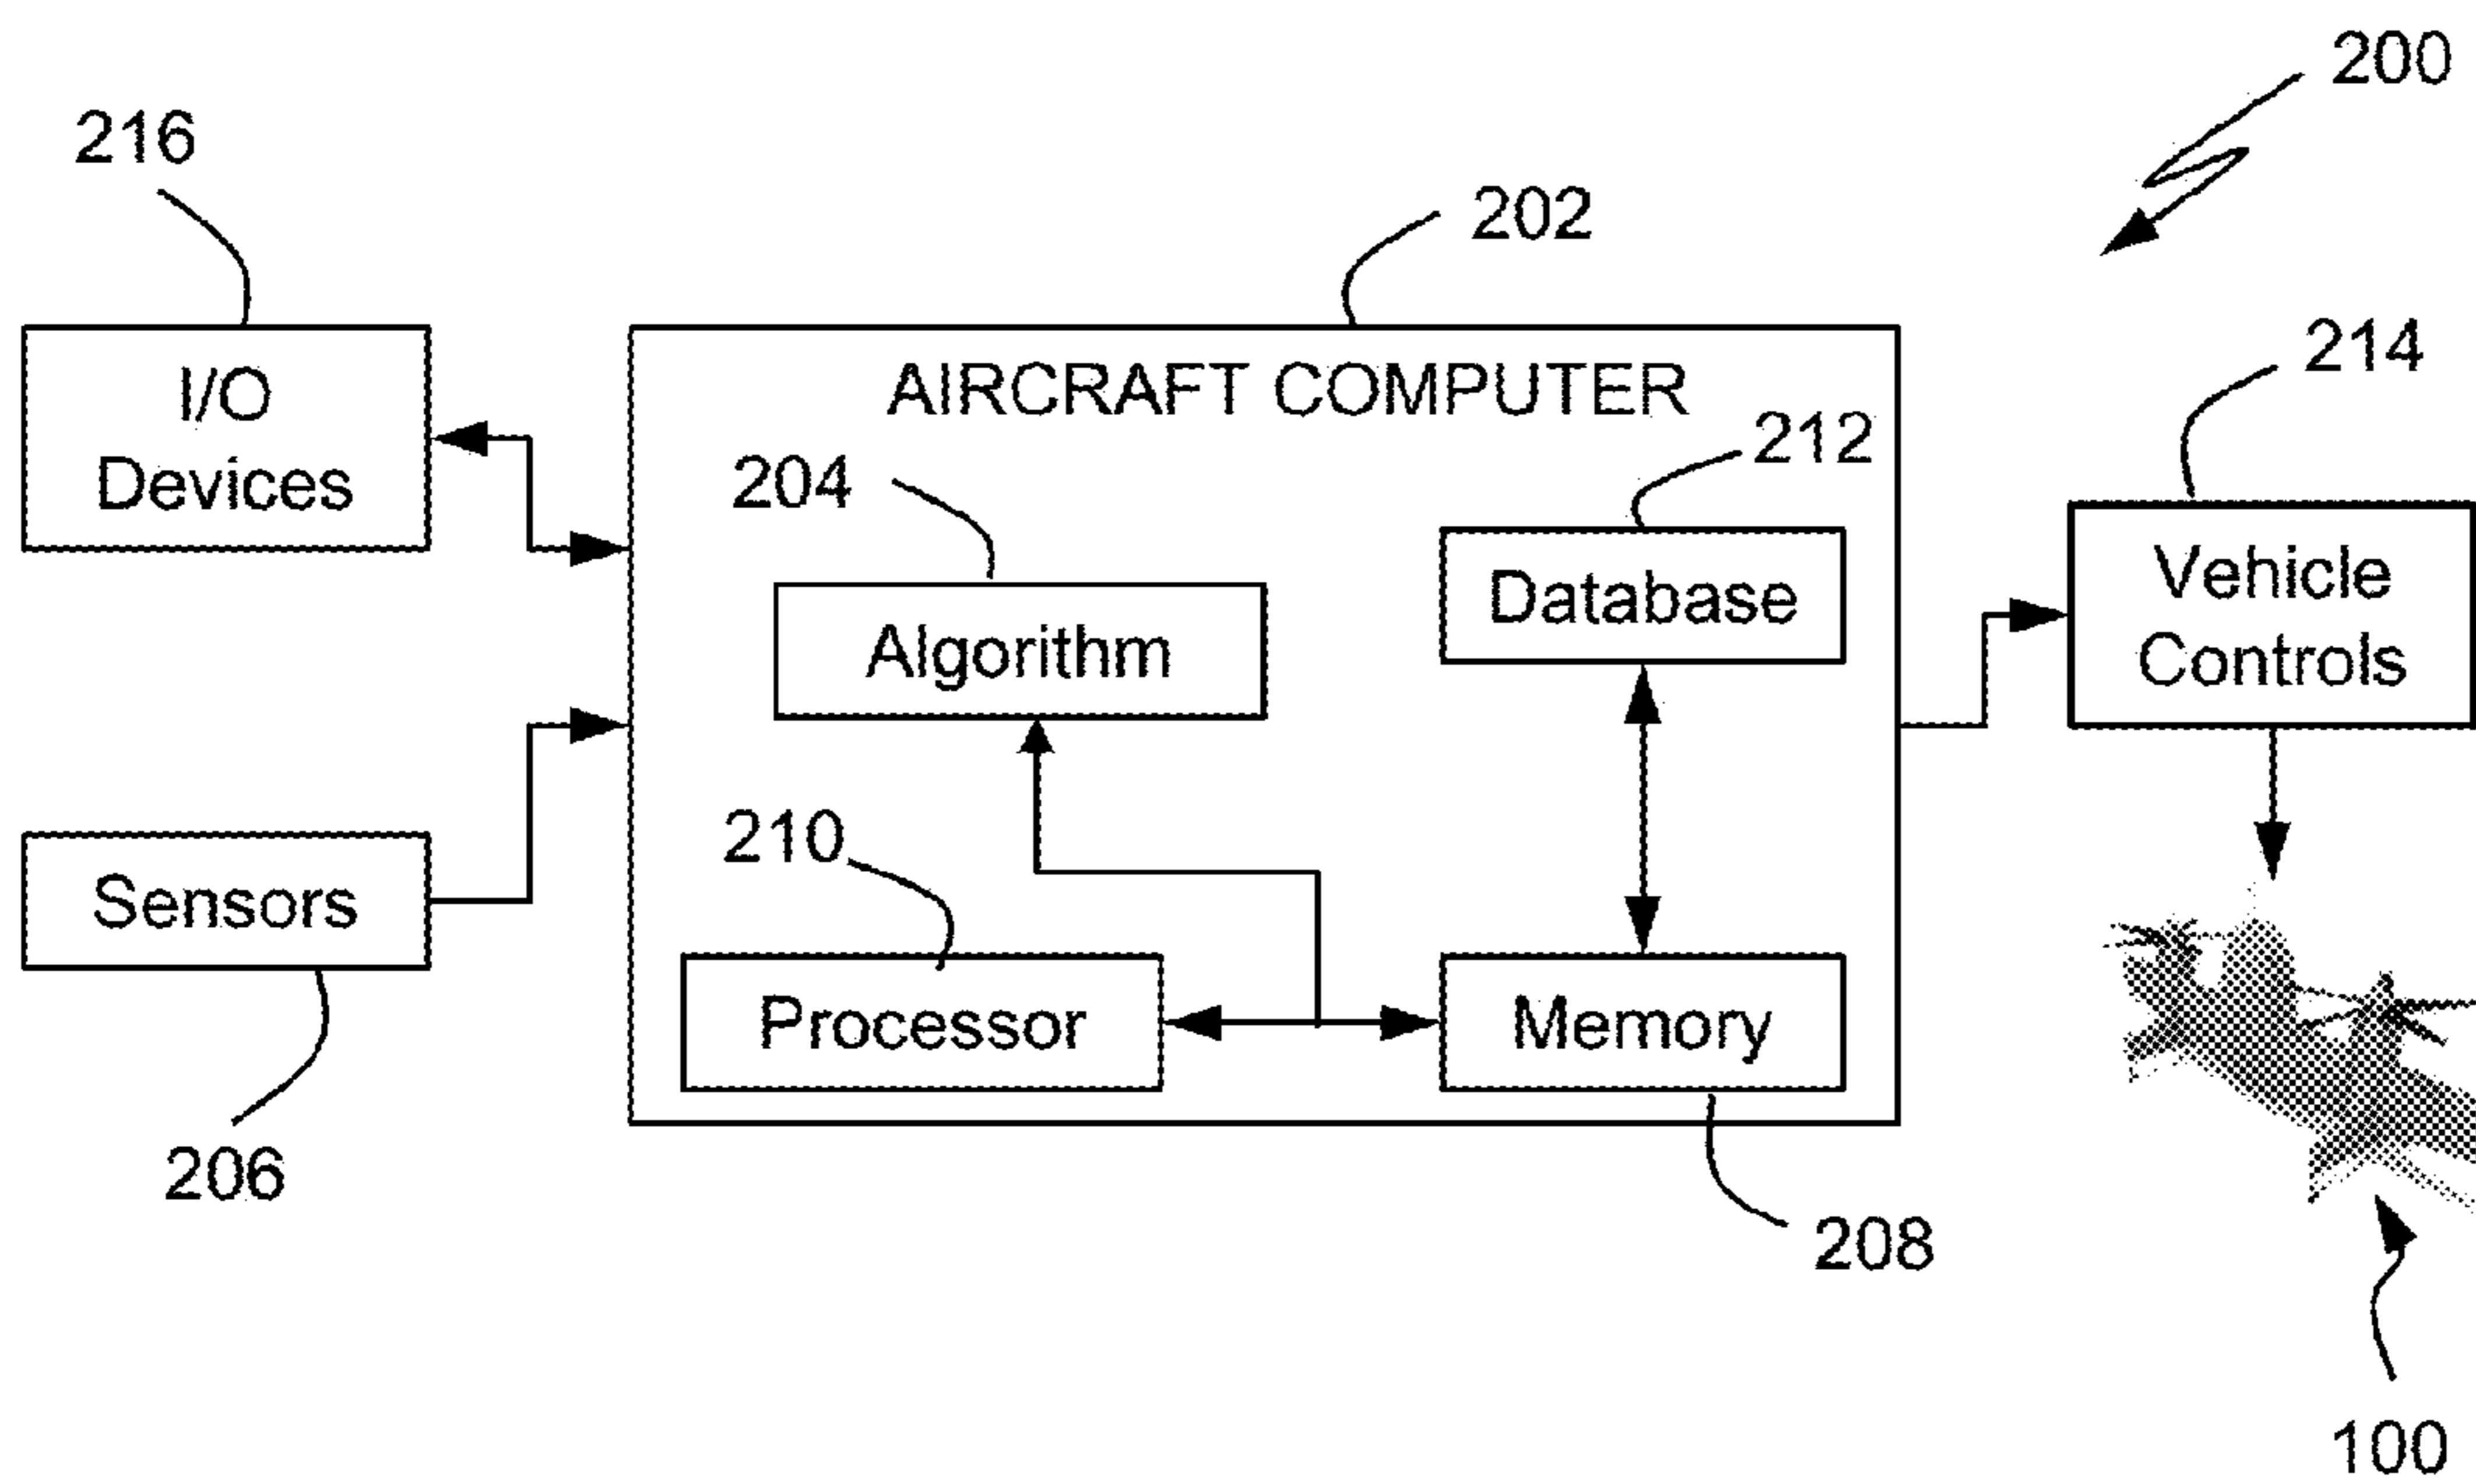 200
216
202
214
I/O
Devices
AIRCRAFT COMPUTER
212
204
Database
Algorithm
Vehicle
Controls
210
Sensors
Processor
Memory
206
208
100